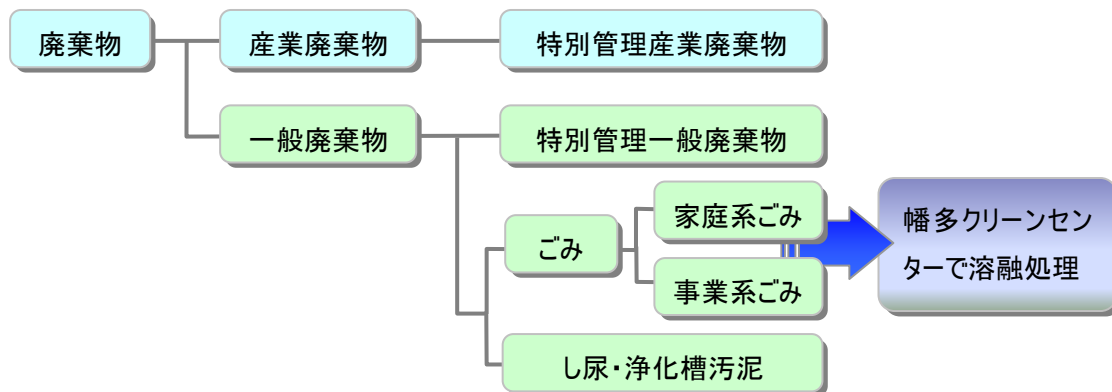 廃棄物
産業廃棄物
特別管理産業廃棄物
一般廃棄物
特別管理一般廃棄物
ごみ
家庭系ごみ
事業系ごみ
幡多クリーンセン
ターで溶融処理
し尿・浄化槽汚泥